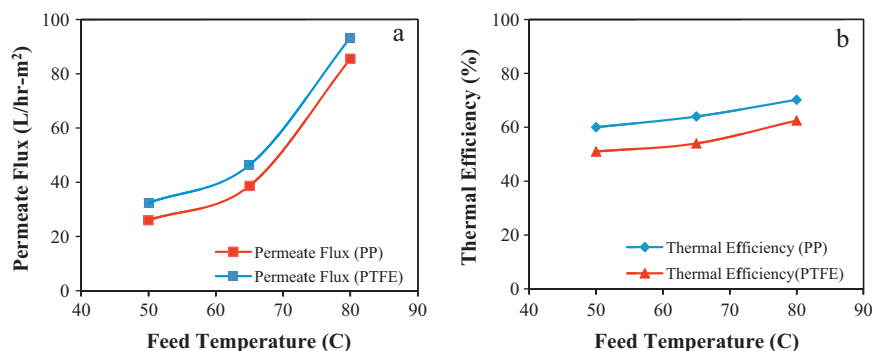 a
Permeate Flux (L/hr-m²)
100
80
60
40
20
0
Permeate Flux (PP)
Permeate Flux (PTFE)
40 50 60 70 80 90
Feed Temperature (C)
b
Thermal Efficiency (%)
100
80
60
40
20
0
Thermal Efficiency (PP)
Thermal Efficiency(PTFE)
40 50 60 70 80 90
Feed Temperature (C)